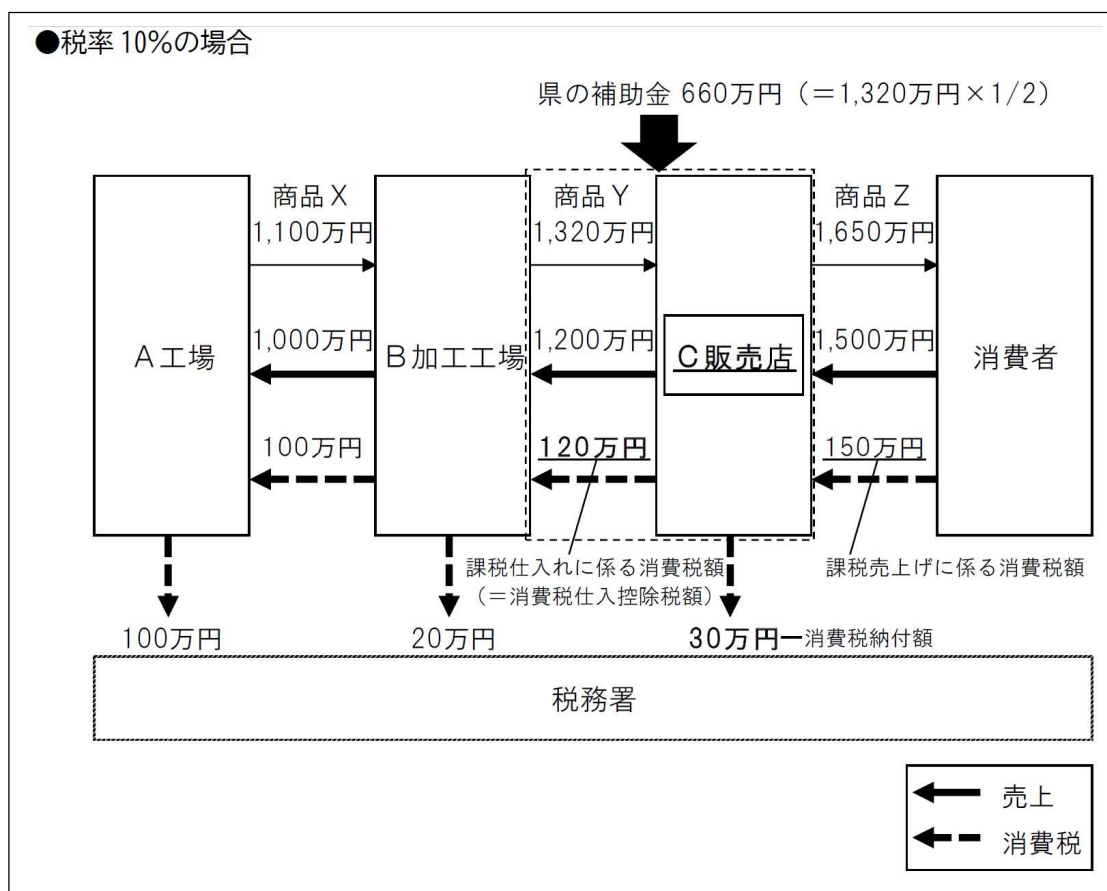 ●税率10%の場合
県の補助金 660万円（＝1,320万円×1/2）
商品X
商品Y
商品Z
1,100万円
1,320万円
1,650万円
A工場
1,000万円
B加工工場
1,200万円
C販売店
1,500万円
消費者
100万円
120万円
150万円
課税仕入れに係る消費税額
（＝消費税仕入控除税額）
課税売上げに係る消費税額
100万円
20万円
30万円
消費税納付額
税務署
売上
消費税